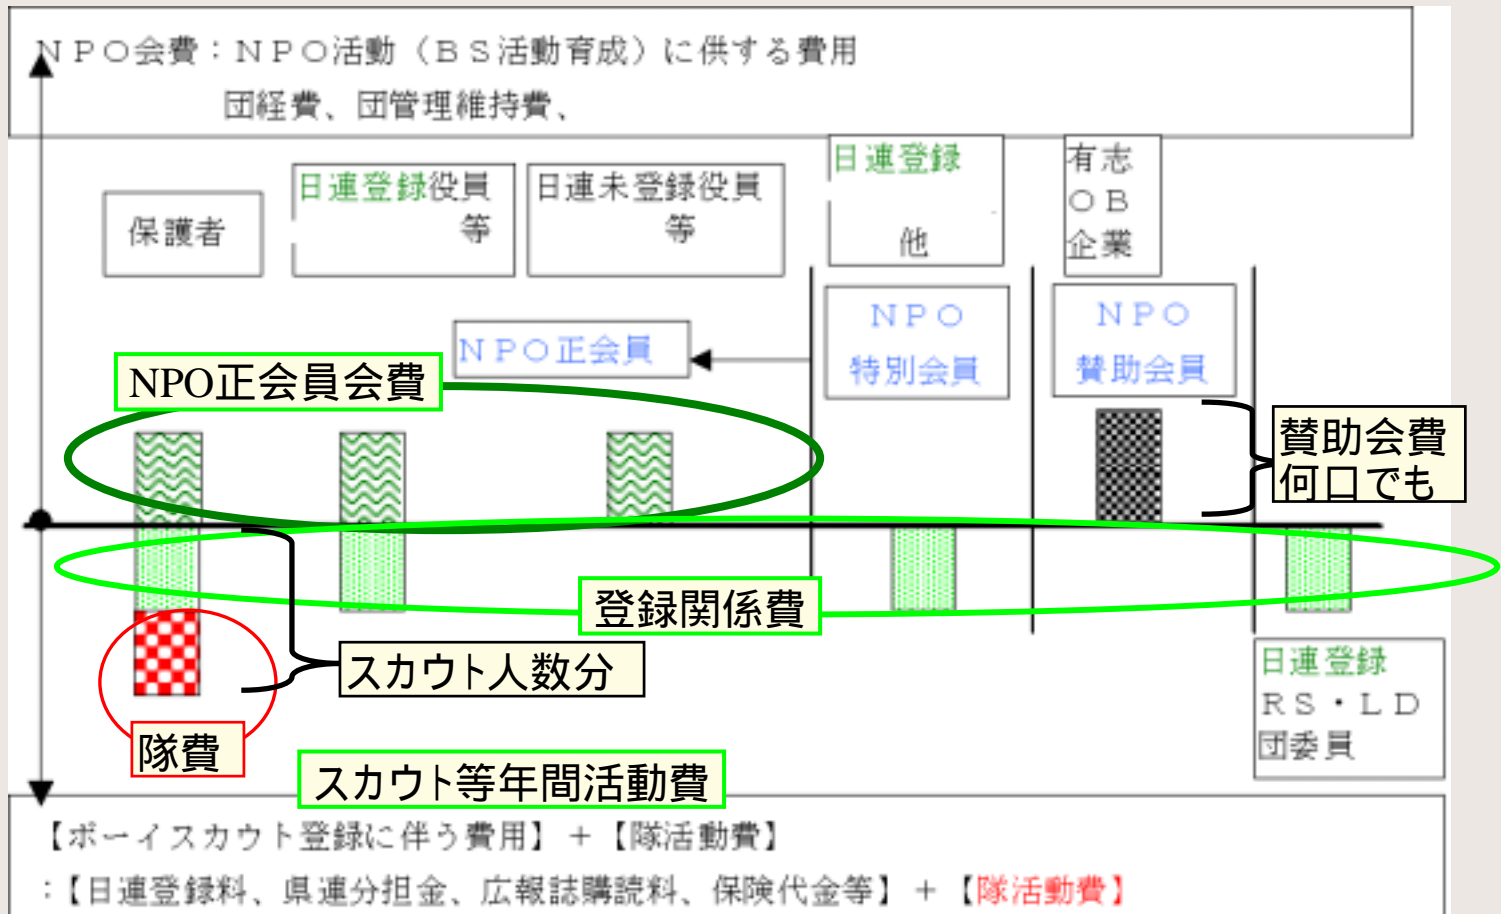 ＮＰＯ会費：ＮＰＯ活動（ＢＳ活動育成）に供する費用
団経費、団管理維持費、
保護者
日連登録役員
等
日連未登録役員
等
日連登録
他
有志
ＯＢ
企業
ＮＰＯ正会員
ＮＰＯ
特別会員
ＮＰＯ
賛助会員
NPO正会員会費
賛助会費
何口でも
登録関係費
スカウト人数分
隊費
日連登録
ＲＳ・ＬＤ
団委員
スカウト等年間活動費
【ボーイスカウト登録に伴う費用】＋【隊活動費】
：【日連登録料、県連分担金、広報誌購読料、保険代金等】＋【隊活動費】